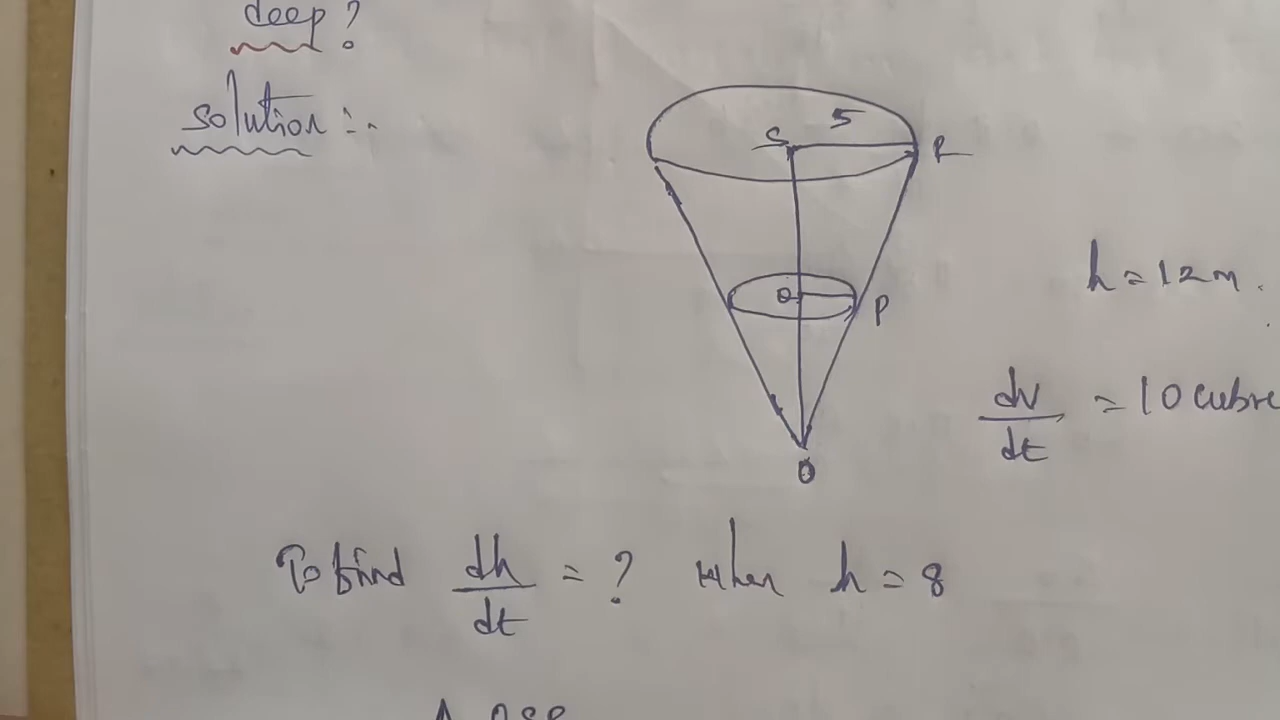 deep?
solution :-
S 5 R
Q P
h = 12m.
dv/dt = 10 cubic
O
To find dh/dt = ? when h = 8